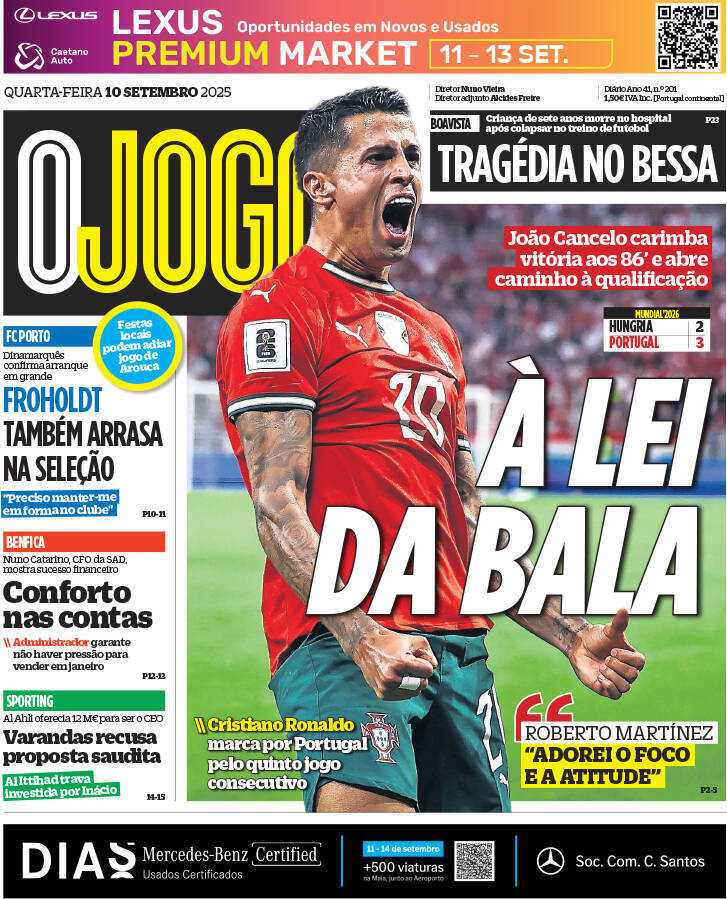 LEXUS
LEXUS Oportunidades em Novos e Usados
Caetano
Auto
PREMIUM MARKET 11 - 13 SET.
QUARTA-FEIRA 10 SETEMBRO 2025
Diretor Nuno Vieira
Diretor adjunto Alcides Freire
Diário Ano 41, n.º 201
1,50€ IVA Inc. (Portugal continental)
O JOGO
BOAVISTA
Criança de sete anos morre no hospital
após colapsar no treino de futebol
P23
TRAGÉDIA NO BESSA
João Cancelo carimba
vitória aos 86’ e abre
caminho à qualificação
MUNDIAL’2026
HUNGRIA 2
PORTUGAL 3
À LEI
DA BALA
FIFA
20
FC PORTO
Festas
locais
podem adiar
jogo de
Arouca
Dinamarquês
confirma arranque
em grande
FROHOLDT
TAMBÉM ARRASA
NA SELEÇÃO
“Preciso manter-me
em forma no clube”
P10-11
BENFICA
Nuno Catarino, CFO da SAD,
mostra sucesso financeiro
Conforto
nas contas
\\ Administrador garante
não haver pressão para
vender em janeiro
P12-13
SPORTING
Al Ahli oferecia 12 M€ para ser o CEO
Varandas recusa
proposta saudita
Al Ittihad trava
investida por Inácio
14-15
\\ Cristiano Ronaldo
marca por Portugal
pelo quinto jogo
consecutivo
ROBERTO MARTÍNEZ
“ADOREI O FOCO
E A ATITUDE”
P2-5
DIAS Mercedes-Benz Certified
Usados Certificados
11 - 14 de setembro
+500 viaturas
na Maia, junto ao Aeroporto
Soc. Com. C. Santos